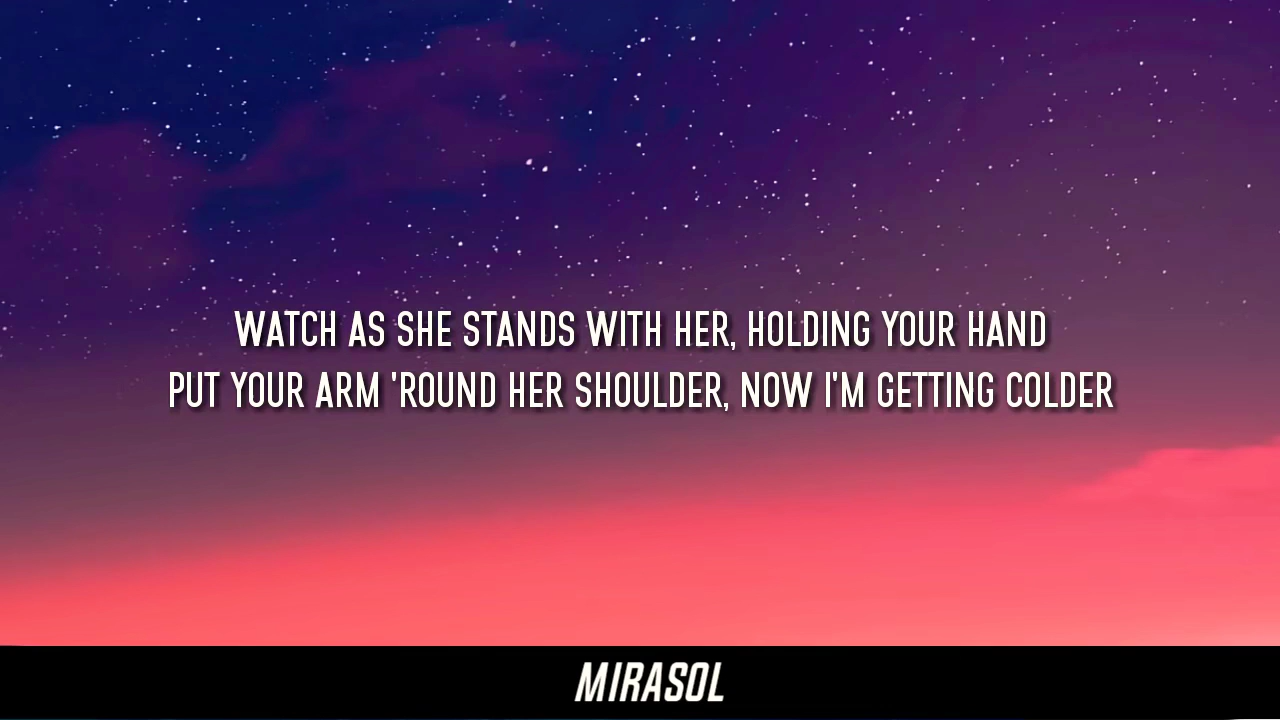 WATCH AS SHE STANDS WITH HER, HOLDING YOUR HAND
PUT YOUR ARM 'ROUND HER SHOULDER, NOW I'M GETTING COLDER
MIRASOL